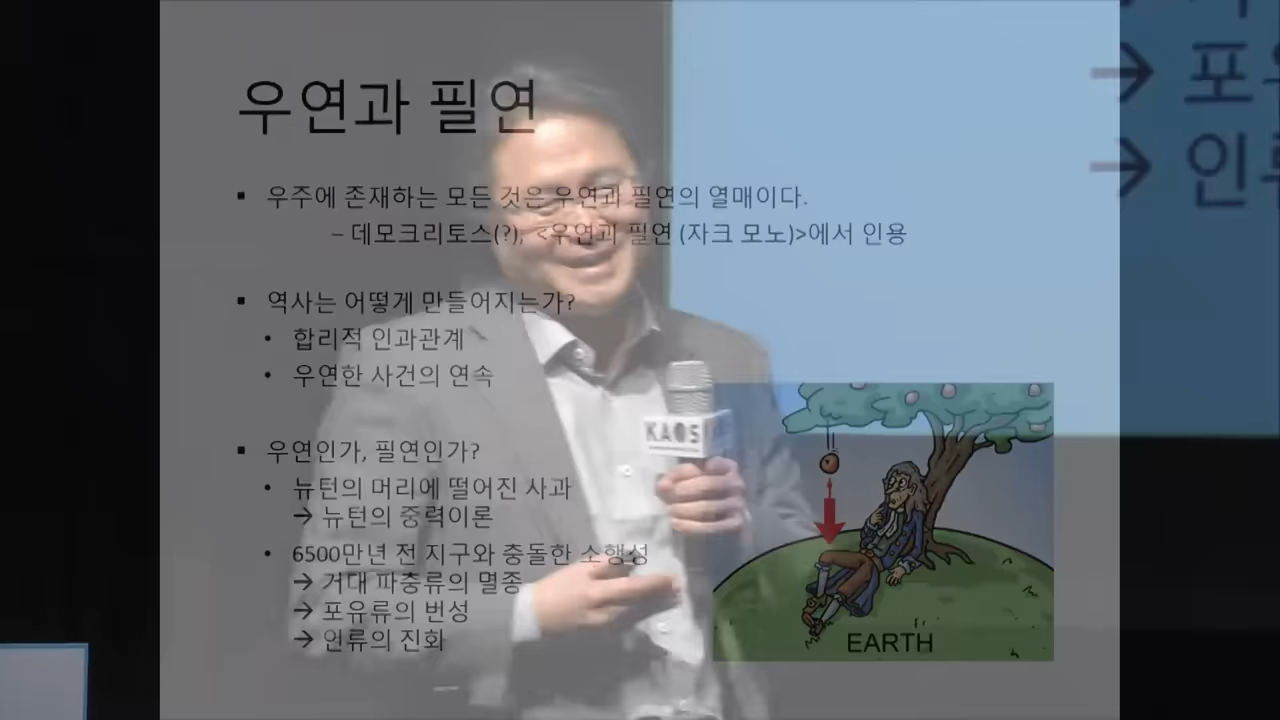 우연과 필연
▪ 우주에 존재하는 모든 것은 우연과 필연의 열매이다.
– 데모크리토스(?), <우연과 필연 (자크 모노)>에서 인용
▪ 역사는 어떻게 만들어지는가?
• 합리적 인과관계
• 우연한 사건의 연속
▪ 우연인가, 필연인가?
• 뉴턴의 머리에 떨어진 사과
→ 뉴턴의 중력이론
• 6500만년 전 지구와 충돌한 소행성
→ 거대 파충류의 멸종
→ 포유류의 번성
→ 인류의 진화
EARTH
KAOS
→
→ 인